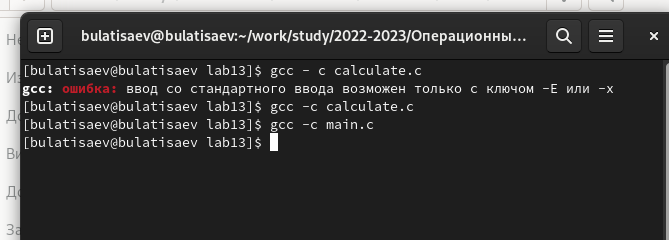 bulatisaev@bulatisaev:~/work/study/2022-2023/Операционны...
[bulatisaev@bulatisaev lab13]$ gcc - c calculate.c
gcc: ошибка: ввод со стандартного ввода возможен только с ключом -E или -x
[bulatisaev@bulatisaev lab13]$ gcc -c calculate.c
[bulatisaev@bulatisaev lab13]$ gcc -c main.c
[bulatisaev@bulatisaev lab13]$